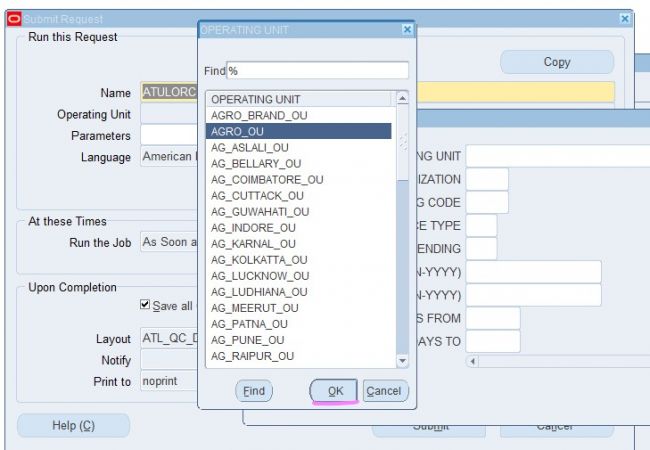 Submit Request
Run this Request
Copy
Name ATULORC
Operating Unit
Parameters
Language American
At these Times
Run the Job As Soon a
Upon Completion
Save all
Layout ATL_QC_D
Notify
Print to noprint
Help (C)
Submit
Cancel
OPERATING UNIT
Find %
OPERATING UNIT
AGRO_BRAND_OU
AGRO_OU
AG_ASLALI_OU
AG_BELLARY_OU
AG_COIMBATORE_OU
AG_CUTTACK_OU
AG_GUWAHATI_OU
AG_INDORE_OU
AG_KARNAL_OU
AG_KOLKATTA_OU
AG_LUCKNOW_OU
AG_LUDHIANA_OU
AG_MEERUT_OU
AG_PATNA_OU
AG_PUNE_OU
AG_RAIPUR_OU
Find OK Cancel
NG UNIT
IZATION
G CODE
CE TYPE
ENDING
N-YYYY)
N-YYYY)
S FROM
DAYS TO